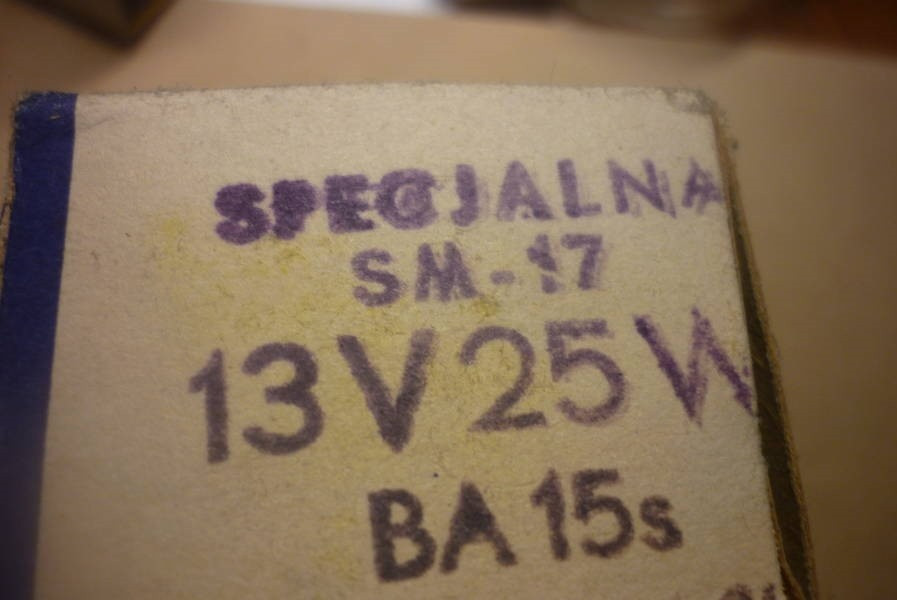 SPECJALNA
SM-17
13V 25W
BA 15s